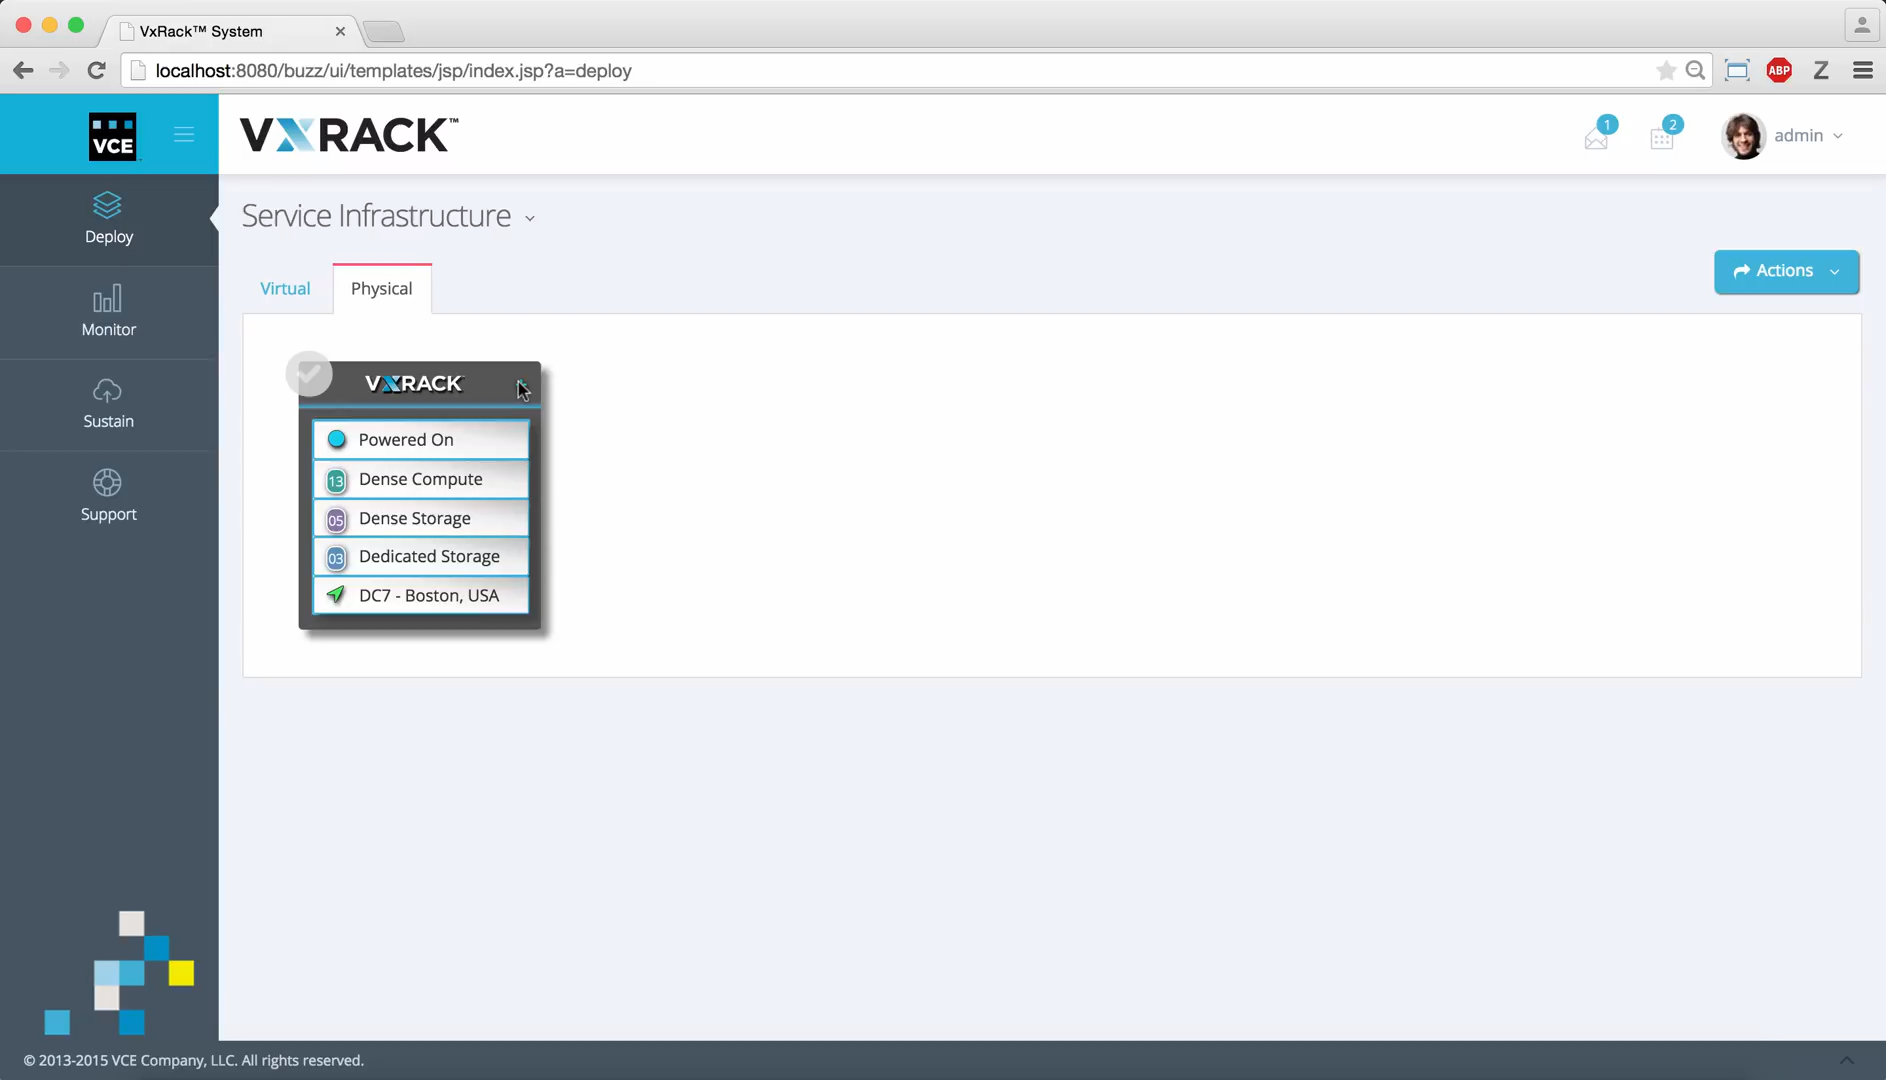 VxRack™ System
localhost:8080/buzz/ui/templates/jsp/index.jsp?a=deploy
ABP
Z
VCE
VXRACK™
1
2
admin
Deploy
Monitor
Sustain
Support
Service Infrastructure
Virtual
Physical
Actions
VXRACK
Powered On
13 Dense Compute
05 Dense Storage
03 Dedicated Storage
DC7 - Boston, USA
© 2013-2015 VCE Company, LLC. All rights reserved.